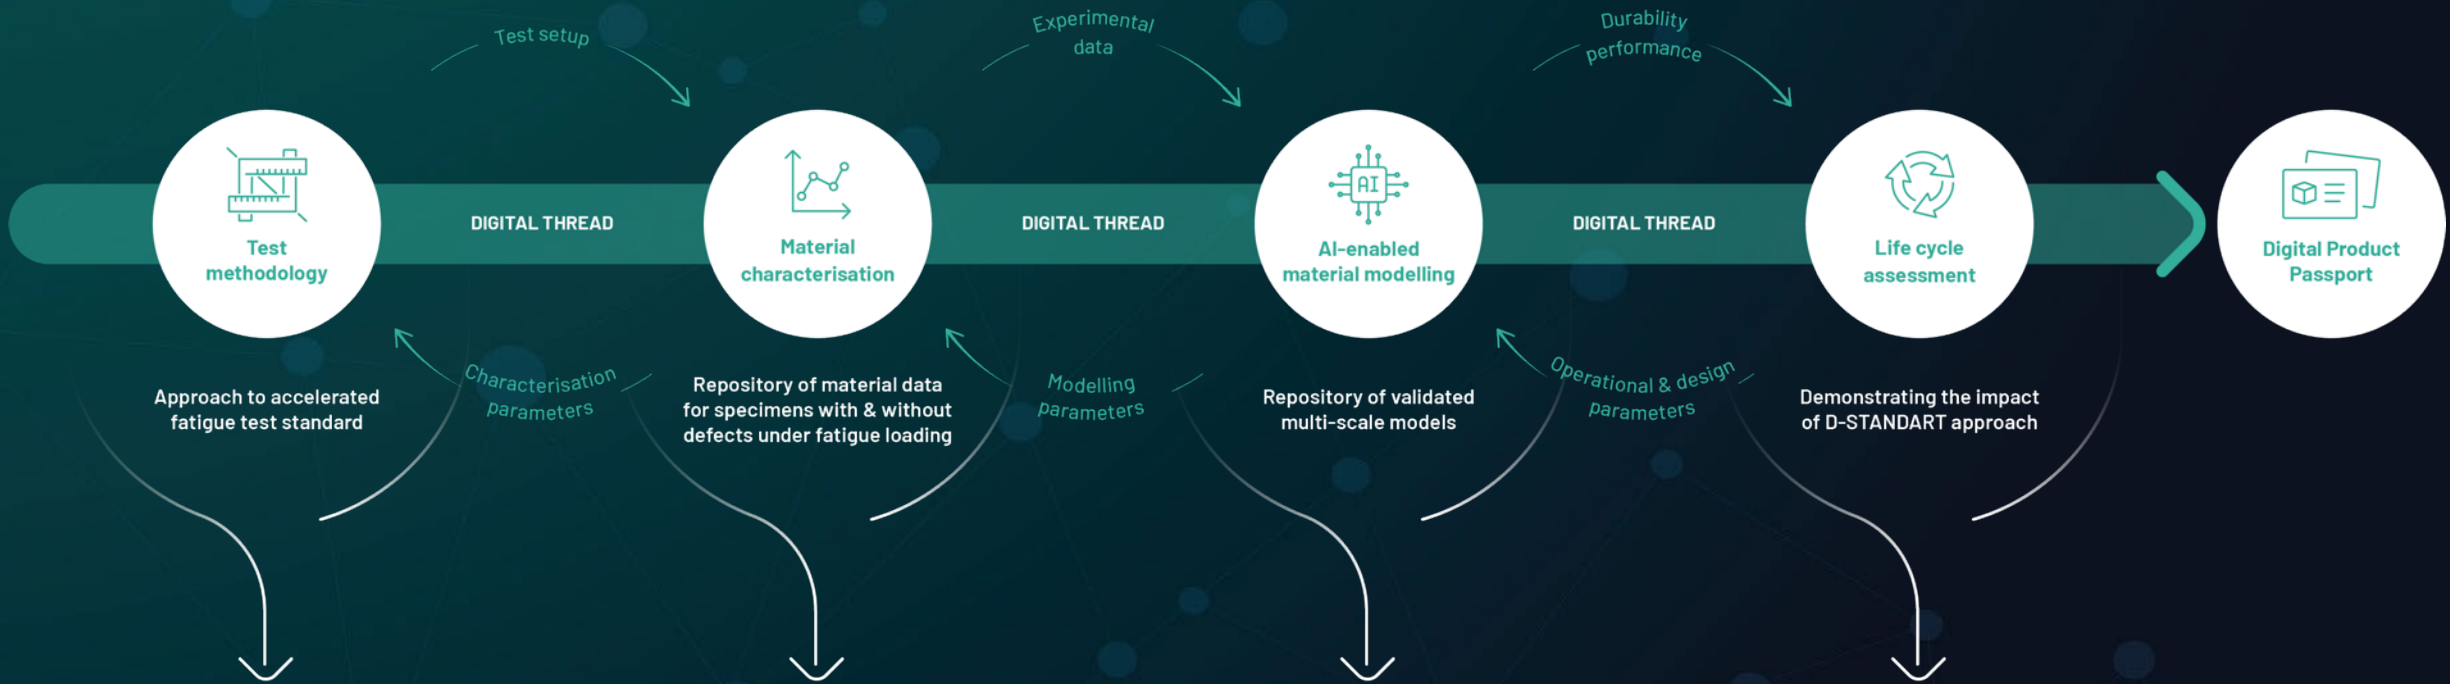 Test setup
Experimental
data
Durability
performance
Test
methodology
DIGITAL THREAD
Material
characterisation
DIGITAL THREAD
AI
AI-enabled
material modelling
DIGITAL THREAD
Life cycle
assessment
Digital Product
Passport
Characterisation
parameters
Modelling
parameters
Operational & design
parameters
Approach to accelerated
fatigue test standard
Repository of material data
for specimens with & without
defects under fatigue loading
Repository of validated
multi-scale models
Demonstrating the impact
of D-STANDART approach